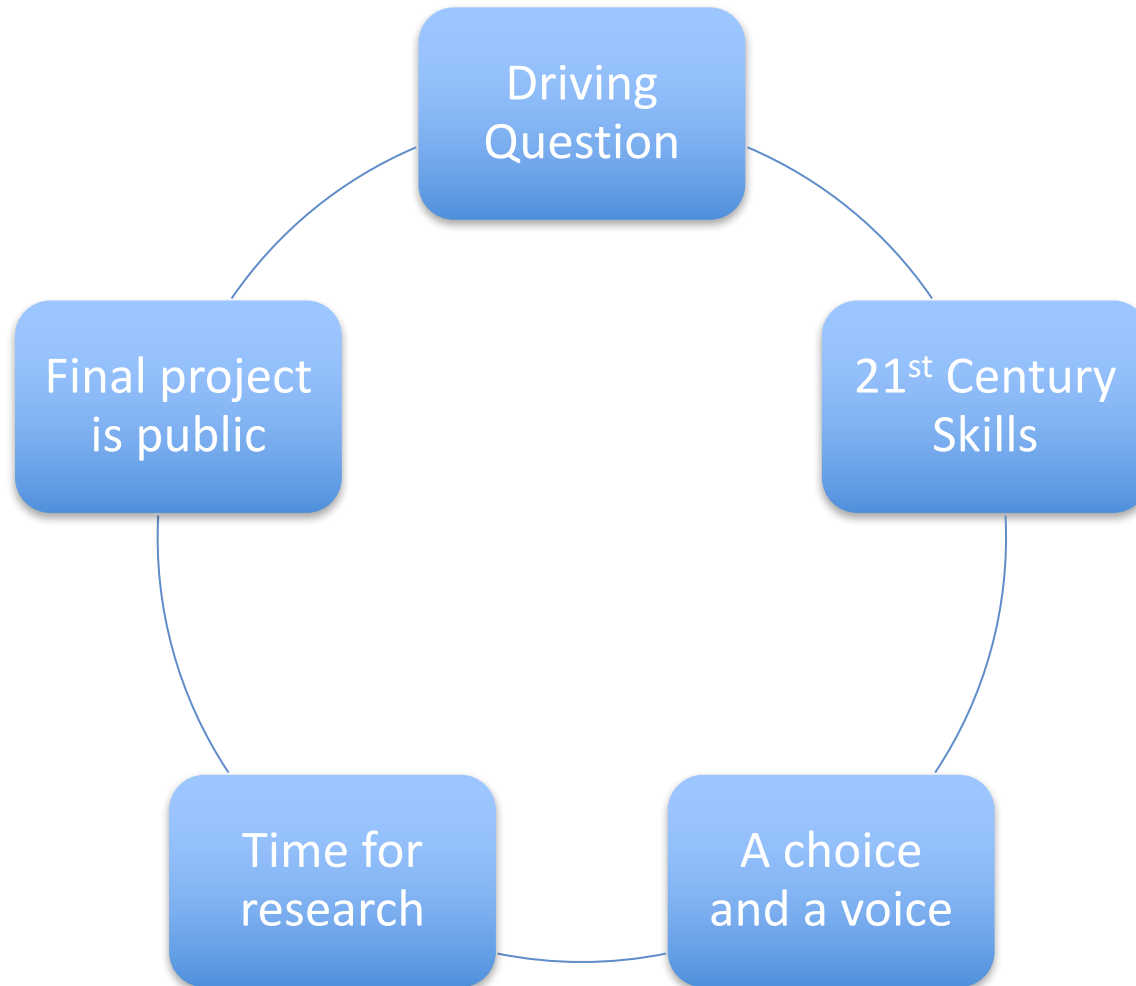 Driving
Question
21st Century
Skills
A choice
and a voice
Time for
research
Final project
is public